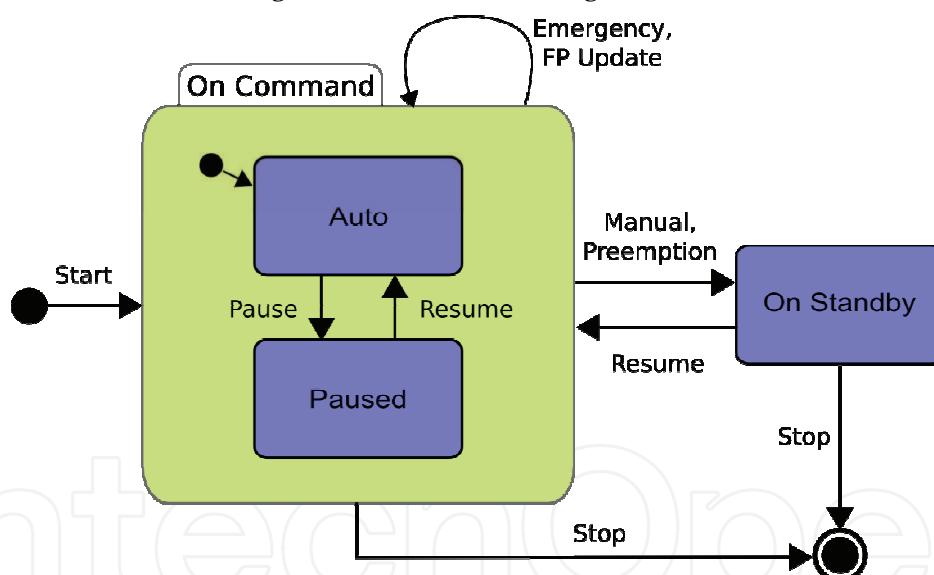 Emergency,
FP Update
On Command
Auto
Manual,
Preemption
Start
Pause
Resume
On Standby
Resume
Paused
Stop
Stop